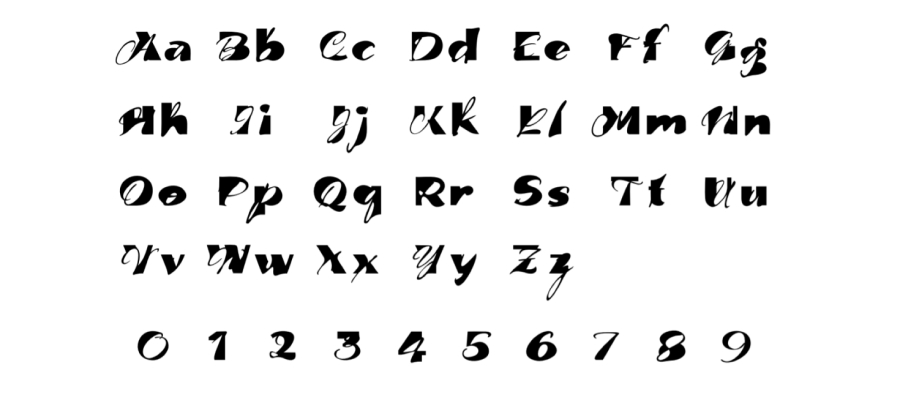 Aa Bb Cc Dd Ee Ff Gg
Hh Ii Jj Kk Ll Mm Nn
Oo Pp Qq Rr Ss Tt Uu
Vv Ww Xx Yy Zz
0 1 2 3 4 5 6 7 8 9